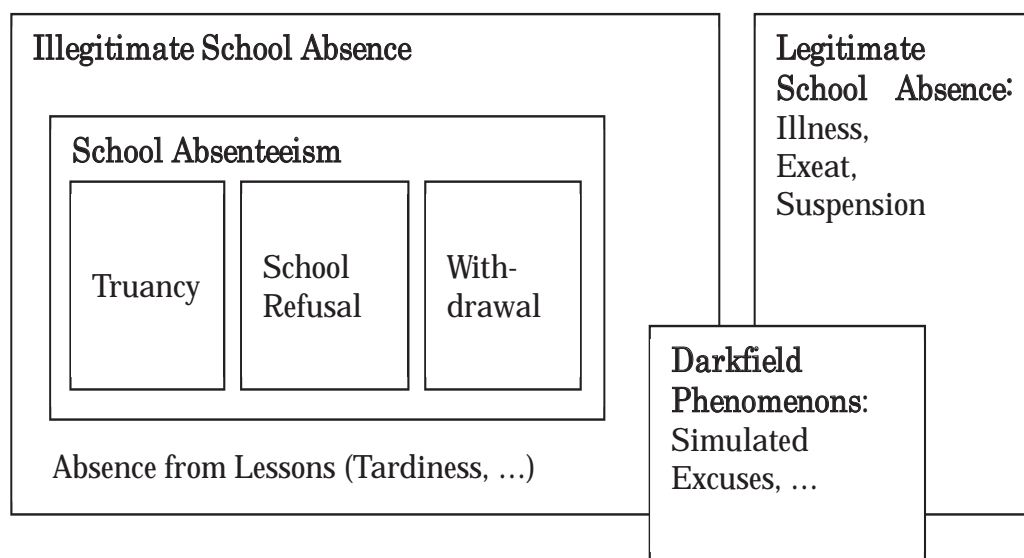 Illegitimate School Absence
School Absenteeism
Truancy
School
Refusal
With-
drawal
Absence from Lessons (Tardiness, …)
Legitimate
School Absence:
Illness,
Exeat,
Suspension
Darkfield
Phenomenons:
Simulated
Excuses, …